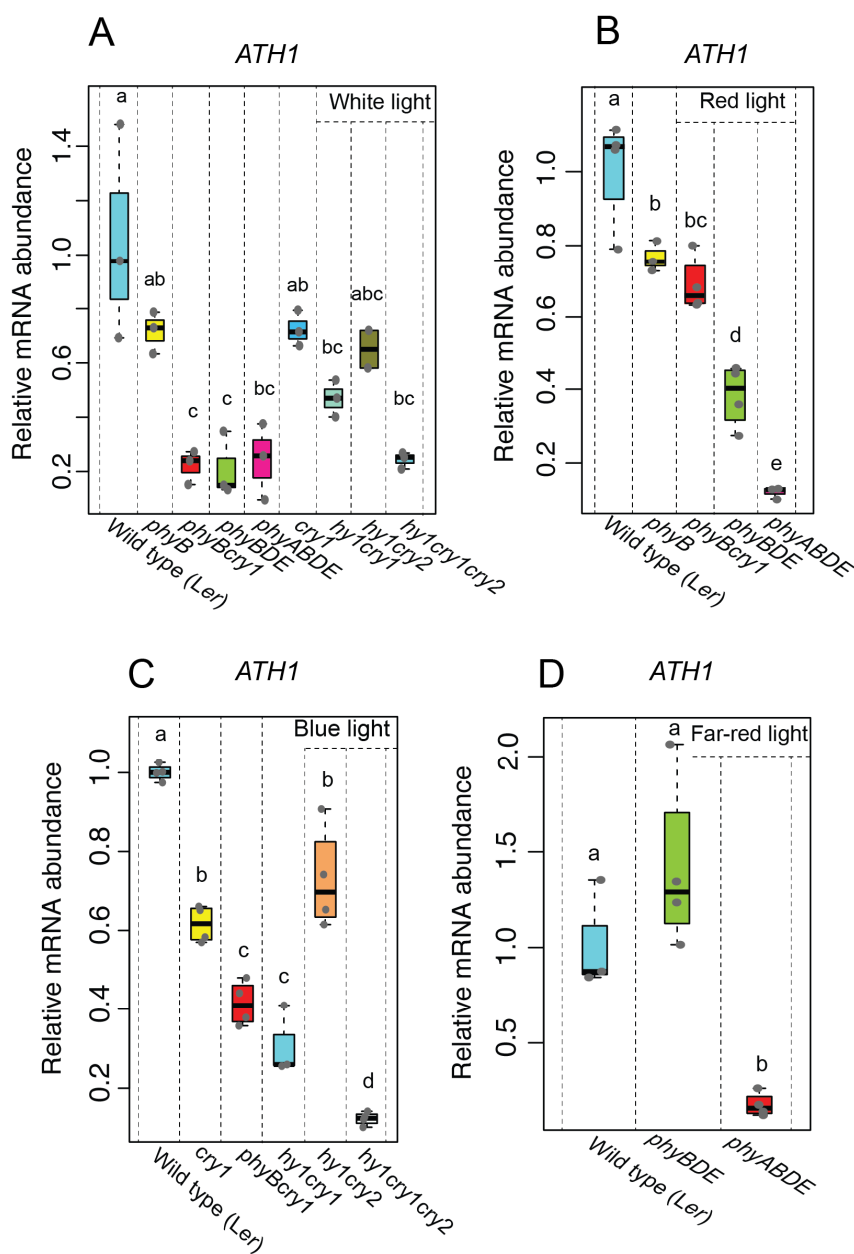 A
ATH1
White light
a
ab
c
c
bc
ab
bc
abc
bc
Relative mRNA abundance
1.4
1.0
0.6
0.2
Wild type (Ler)
phyB
phyBcry1
phyBDE
phyABDE
cry1
hy1cry1
hy1cry2
hy1cry1cry2
B
ATH1
Red light
a
b
bc
d
e
Relative mRNA abundance
1.0
0.8
0.6
0.4
0.2
Wild type (Ler)
phyB
phyBcry1
phyBDE
phyABDE
C
ATH1
Blue light
a
b
c
c
b
d
Relative mRNA abundance
1.0
0.8
0.6
0.4
0.2
Wild type (Ler)
cry1
phyBcry1
hy1cry1
hy1cry2
hy1cry1cry2
D
ATH1
Far-red light
a
a
b
Relative mRNA abundance
2.0
1.5
1.0
0.5
Wild type (Ler)
phyBDE
phyABDE